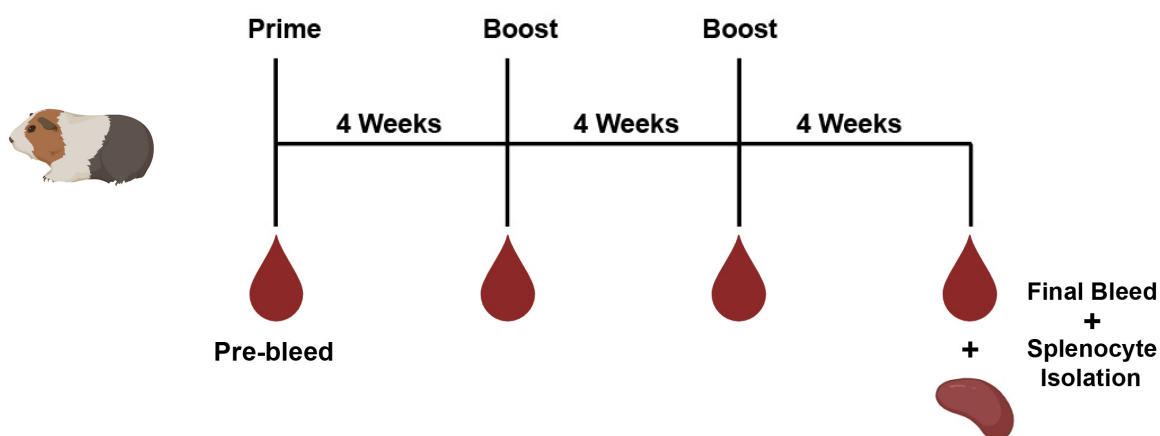 Prime
Boost
Boost
4 Weeks
4 Weeks
4 Weeks
Pre-bleed
+
Final Bleed
+
Splenocyte
Isolation